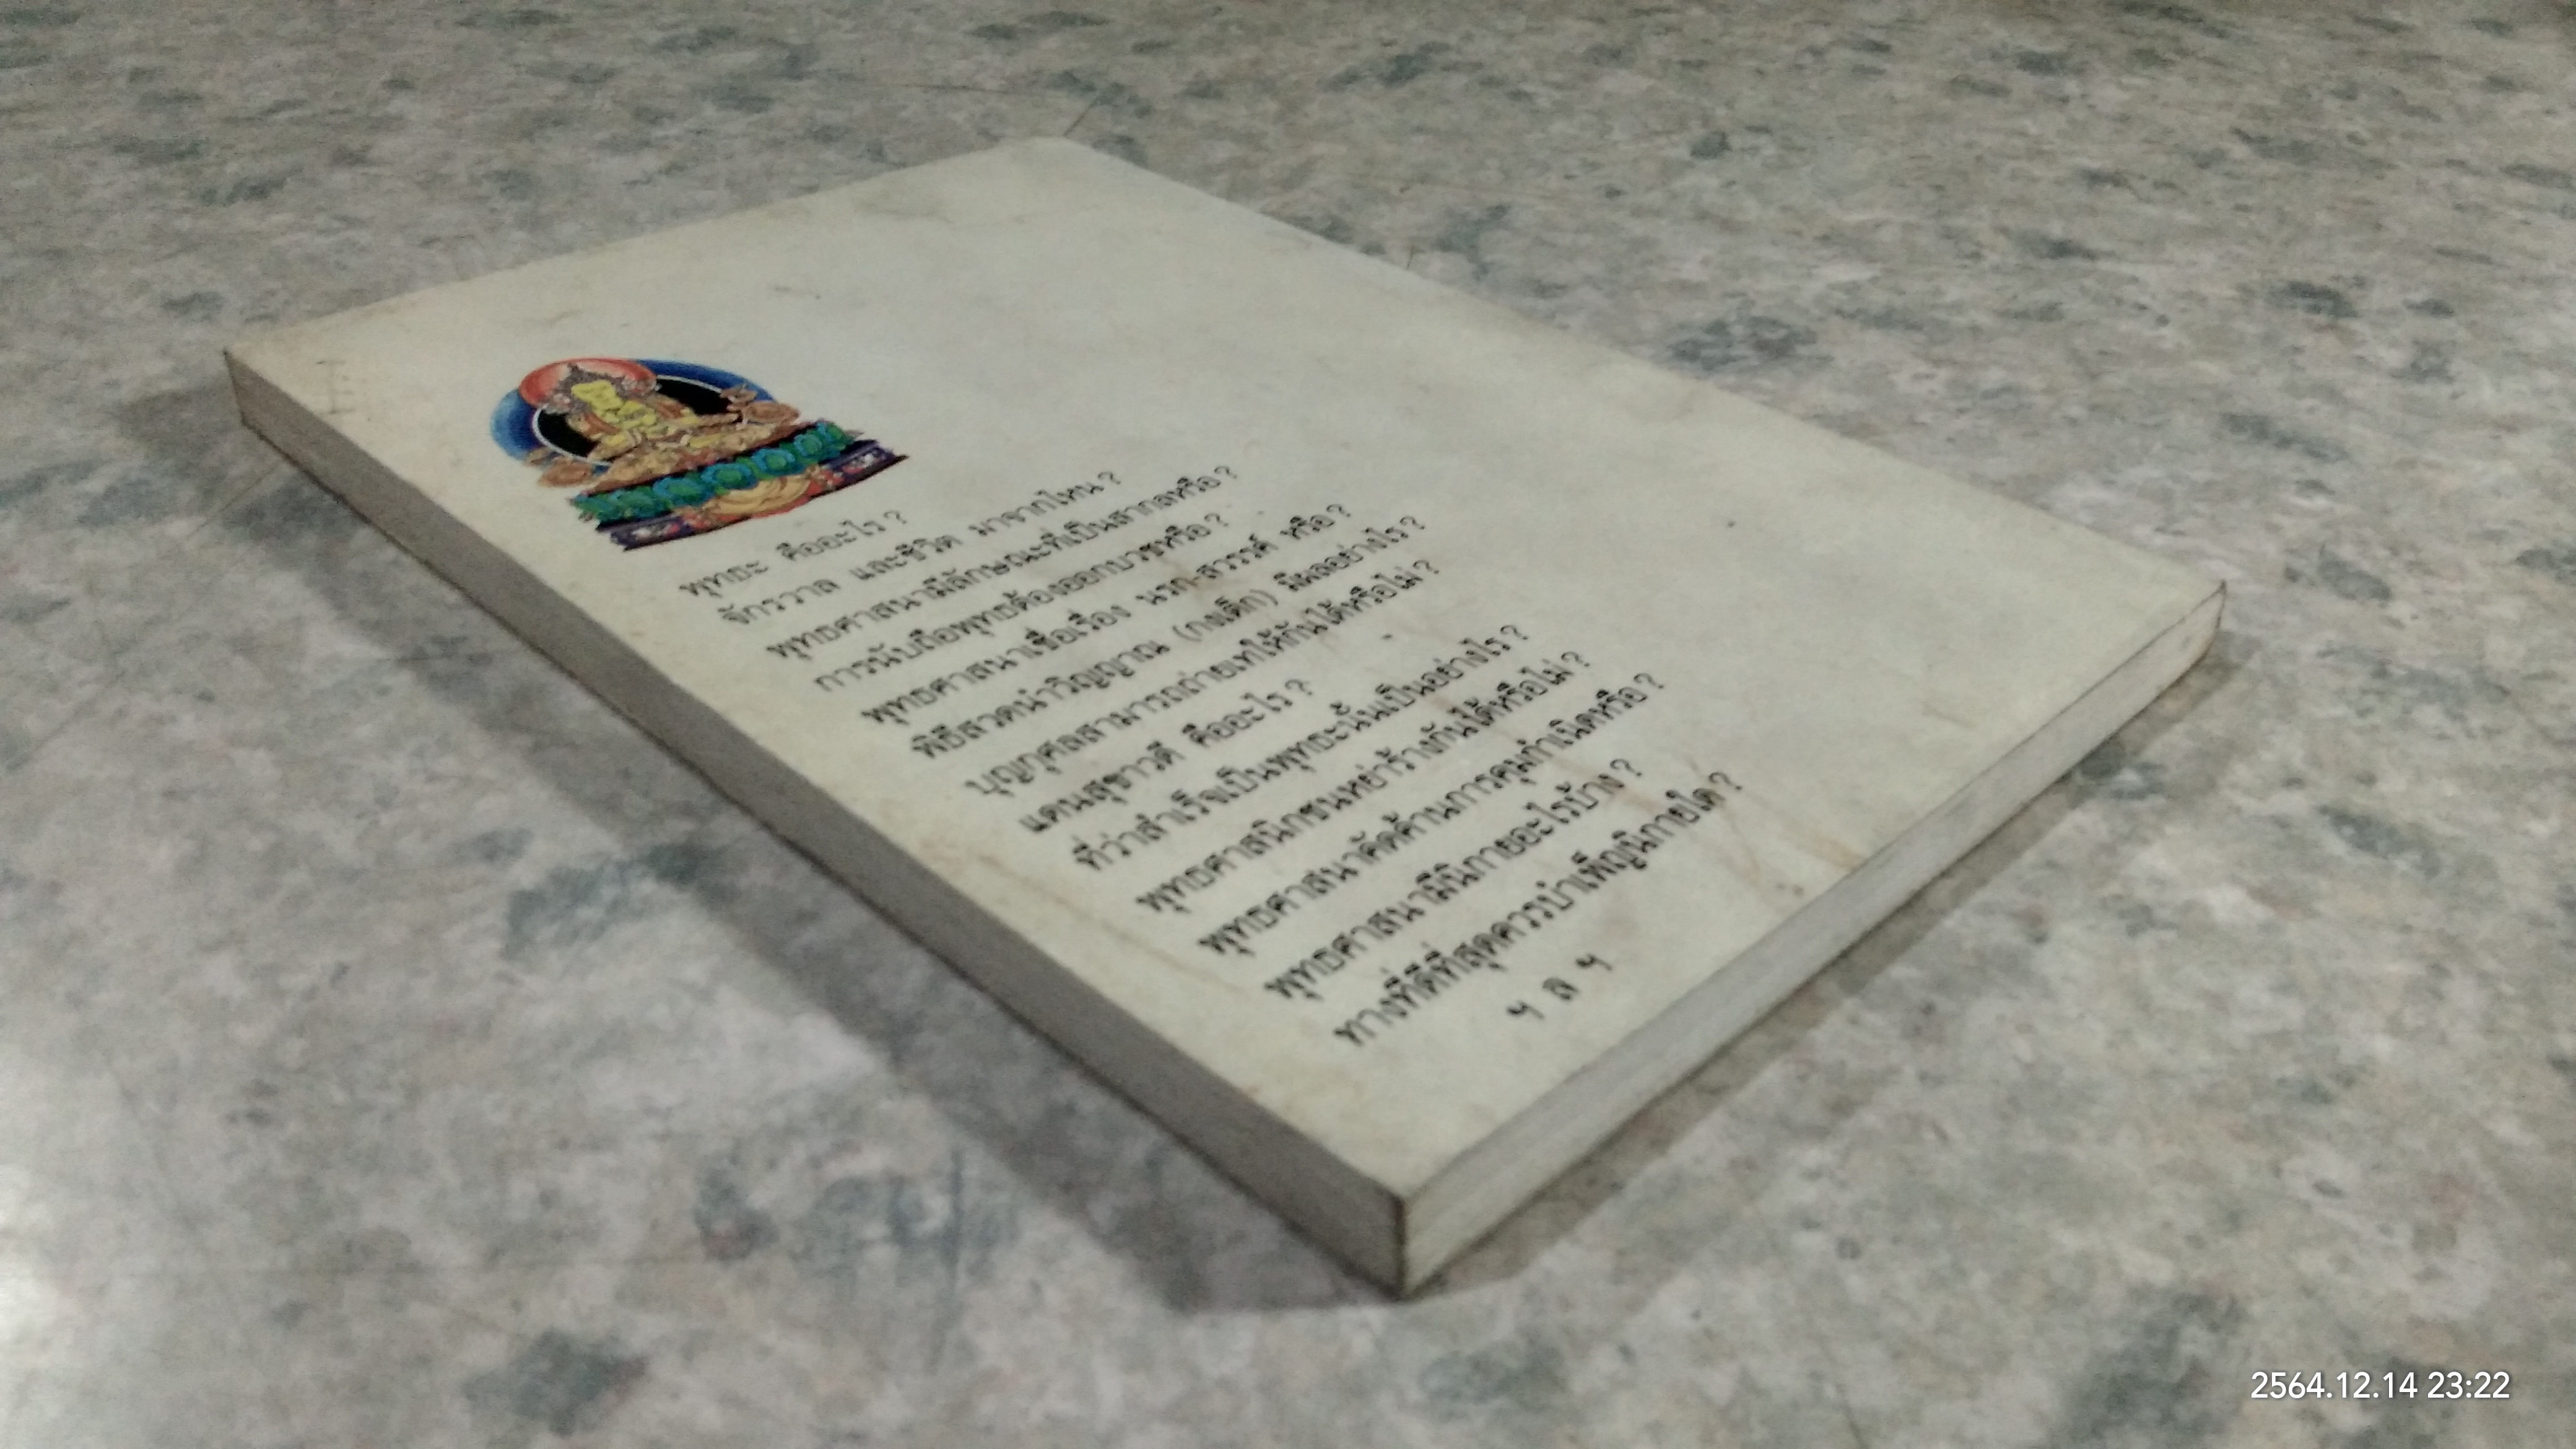 พุทธะ คืออะไร ?
จักรวาล และชีวิต มาจากไหน ?
พุทธศาสนามีลักษณะที่เป็นสากลหรือ ?
การนับถือพุทธต้องออกบวชหรือ ?
พุทธศาสนาเชื่อเรื่อง นรก-สวรรค์ หรือ ?
พิธีสวดนำวิญญาณ (กงเต็ก) มีผลอย่างไร ?
บุญกุศลสามารถถ่ายเทให้กันได้หรือไม่ ?
แดนสุขาวดี คืออะไร ?
ที่ว่าสำเร็จเป็นพุทธะนั้นเป็นอย่างไร ?
พุทธศาสนิกชนหย่าร้างกันได้หรือไม่ ?
พุทธศาสนาคัดค้านการคุมกำเนิดหรือ ?
พุทธศาสนามีนิกายอะไรบ้าง ?
ทางที่ดีที่สุดควรบำเพ็ญนิกายใด ?
ฯ ล ฯ
2564.12.14 23:22